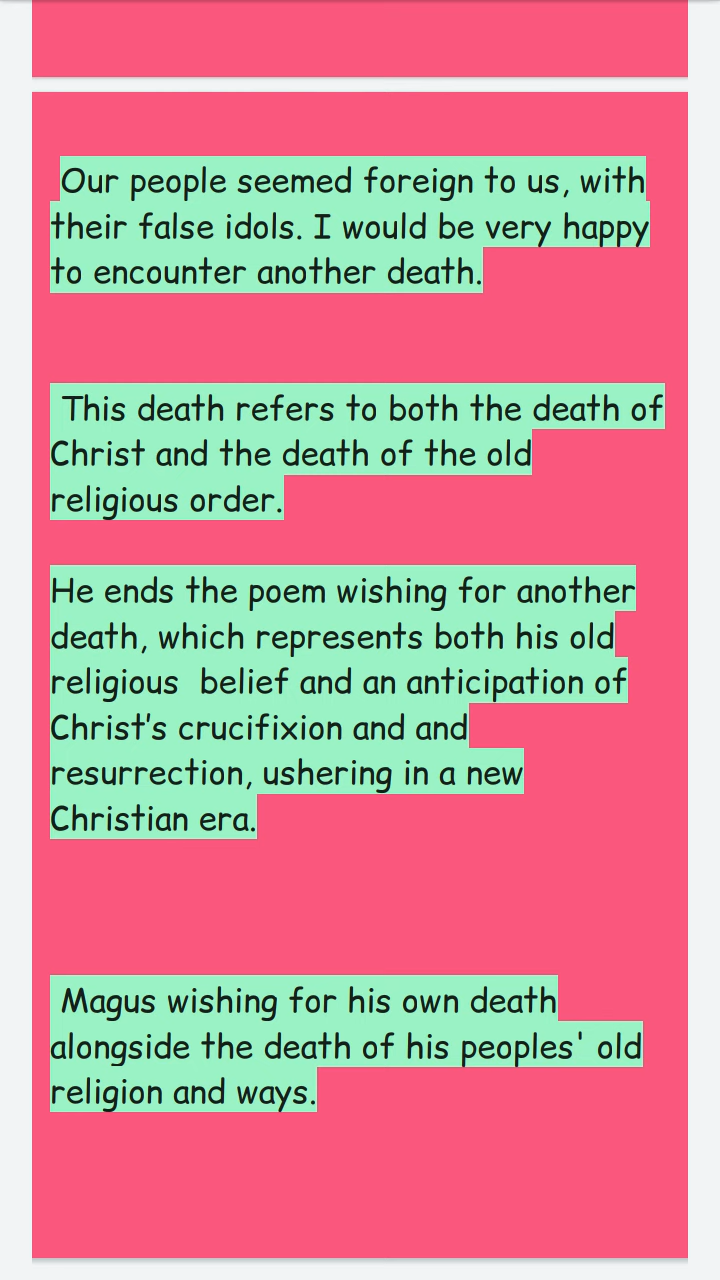 Our people seemed foreign to us, with
their false idols. I would be very happy
to encounter another death.
This death refers to both the death of
Christ and the death of the old
religious order.
He ends the poem wishing for another
death, which represents both his old
religious  belief and an anticipation of
Christ's crucifixion and and
resurrection, ushering in a new
Christian era.
Magus wishing for his own death
alongside the death of his peoples' old
religion and ways.